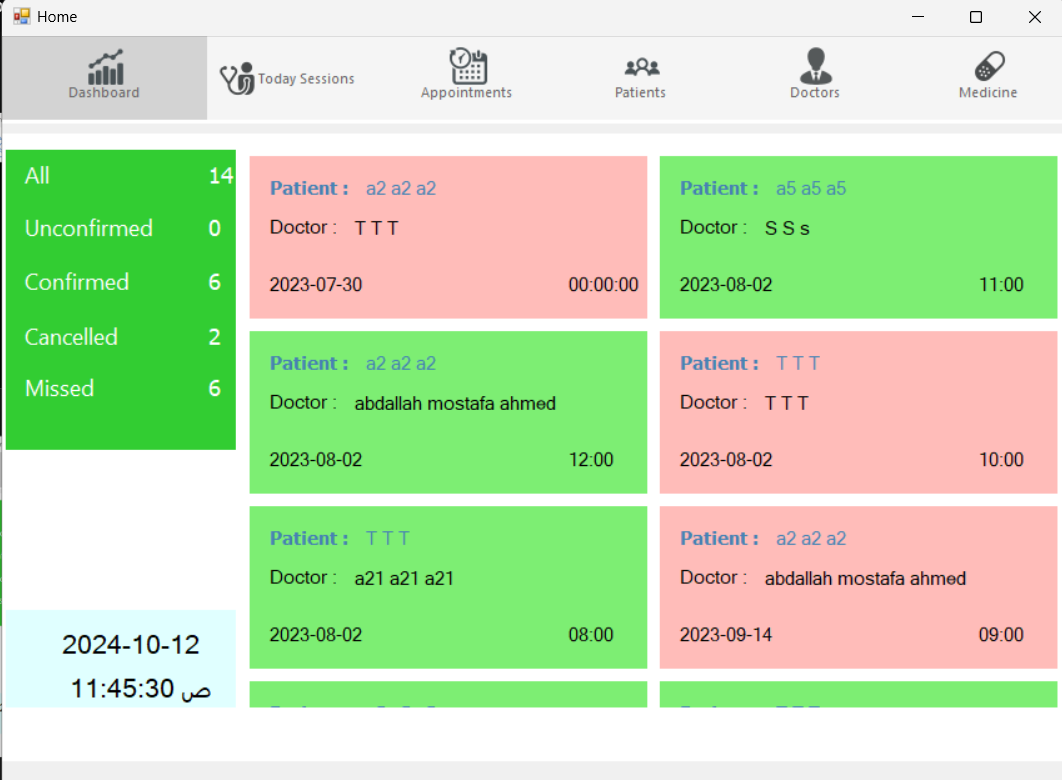 Home
Dashboard
Today Sessions
Appointments
Patients
Doctors
Medicine
All 14
Unconfirmed 0
Confirmed 6
Cancelled 2
Missed 6
2024-10-12
11:45:30 ص
Patient : a2 a2 a2
Doctor : T T T
2023-07-30 00:00:00
Patient : a5 a5 a5
Doctor : S S s
2023-08-02 11:00
Patient : a2 a2 a2
Doctor : abdallah mostafa ahmed
2023-08-02 12:00
Patient : T T T
Doctor : T T T
2023-08-02 10:00
Patient : T T T
Doctor : a21 a21 a21
2023-08-02 08:00
Patient : a2 a2 a2
Doctor : abdallah mostafa ahmed
2023-09-14 09:00